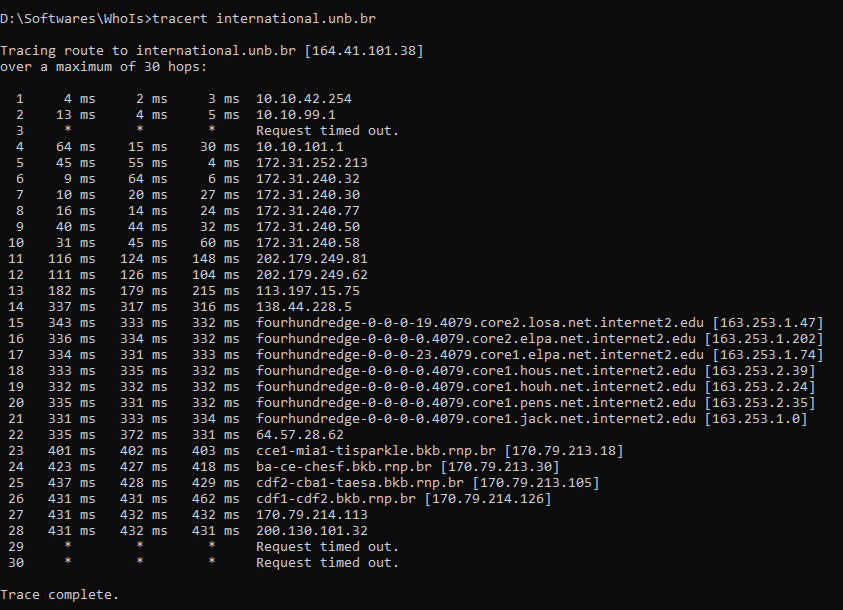 D:\Softwares\WhoIs>tracert international.unb.br
Tracing route to international.unb.br [164.41.101.38]
over a maximum of 30 hops:
1 4 ms 2 ms 3 ms 10.10.42.254
2 13 ms 4 ms 5 ms 10.10.99.1
3 * * * Request timed out.
4 64 ms 15 ms 30 ms 10.10.101.1
5 45 ms 55 ms 4 ms 172.31.252.213
6 9 ms 64 ms 6 ms 172.31.240.32
7 10 ms 20 ms 27 ms 172.31.240.30
8 16 ms 14 ms 24 ms 172.31.240.77
9 40 ms 44 ms 32 ms 172.31.240.50
10 31 ms 45 ms 60 ms 172.31.240.58
11 116 ms 124 ms 148 ms 202.179.249.81
12 111 ms 126 ms 104 ms 202.179.249.62
13 182 ms 179 ms 215 ms 113.197.15.75
14 337 ms 317 ms 316 ms 138.44.228.5
15 343 ms 333 ms 332 ms fourhundredge-0-0-0-19.4079.core2.losa.net.internet2.edu [163.253.1.47]
16 336 ms 334 ms 332 ms fourhundredge-0-0-0-0.4079.core2.elpa.net.internet2.edu [163.253.1.202]
17 334 ms 331 ms 333 ms fourhundredge-0-0-0-23.4079.core1.elpa.net.internet2.edu [163.253.1.74]
18 333 ms 335 ms 332 ms fourhundredge-0-0-0-0.4079.core1.hous.net.internet2.edu [163.253.2.39]
19 332 ms 332 ms 332 ms fourhundredge-0-0-0-0.4079.core1.houh.net.internet2.edu [163.253.2.24]
20 335 ms 331 ms 332 ms fourhundredge-0-0-0-0.4079.core1.pens.net.internet2.edu [163.253.2.35]
21 331 ms 333 ms 334 ms fourhundredge-0-0-0-0.4079.core1.jack.net.internet2.edu [163.253.1.0]
22 335 ms 372 ms 331 ms 64.57.28.62
23 401 ms 402 ms 403 ms cce1-mia1-tisparkle.bkb.rnp.br [170.79.213.18]
24 423 ms 427 ms 418 ms ba-ce-chesf.bkb.rnp.br [170.79.213.30]
25 437 ms 428 ms 429 ms cdf2-cba1-taesa.bkb.rnp.br [170.79.213.105]
26 431 ms 431 ms 462 ms cdf1-cdf2.bkb.rnp.br [170.79.214.126]
27 431 ms 432 ms 432 ms 170.79.214.113
28 431 ms 432 ms 431 ms 200.130.101.32
29 * * * Request timed out.
30 * * * Request timed out.
Trace complete.